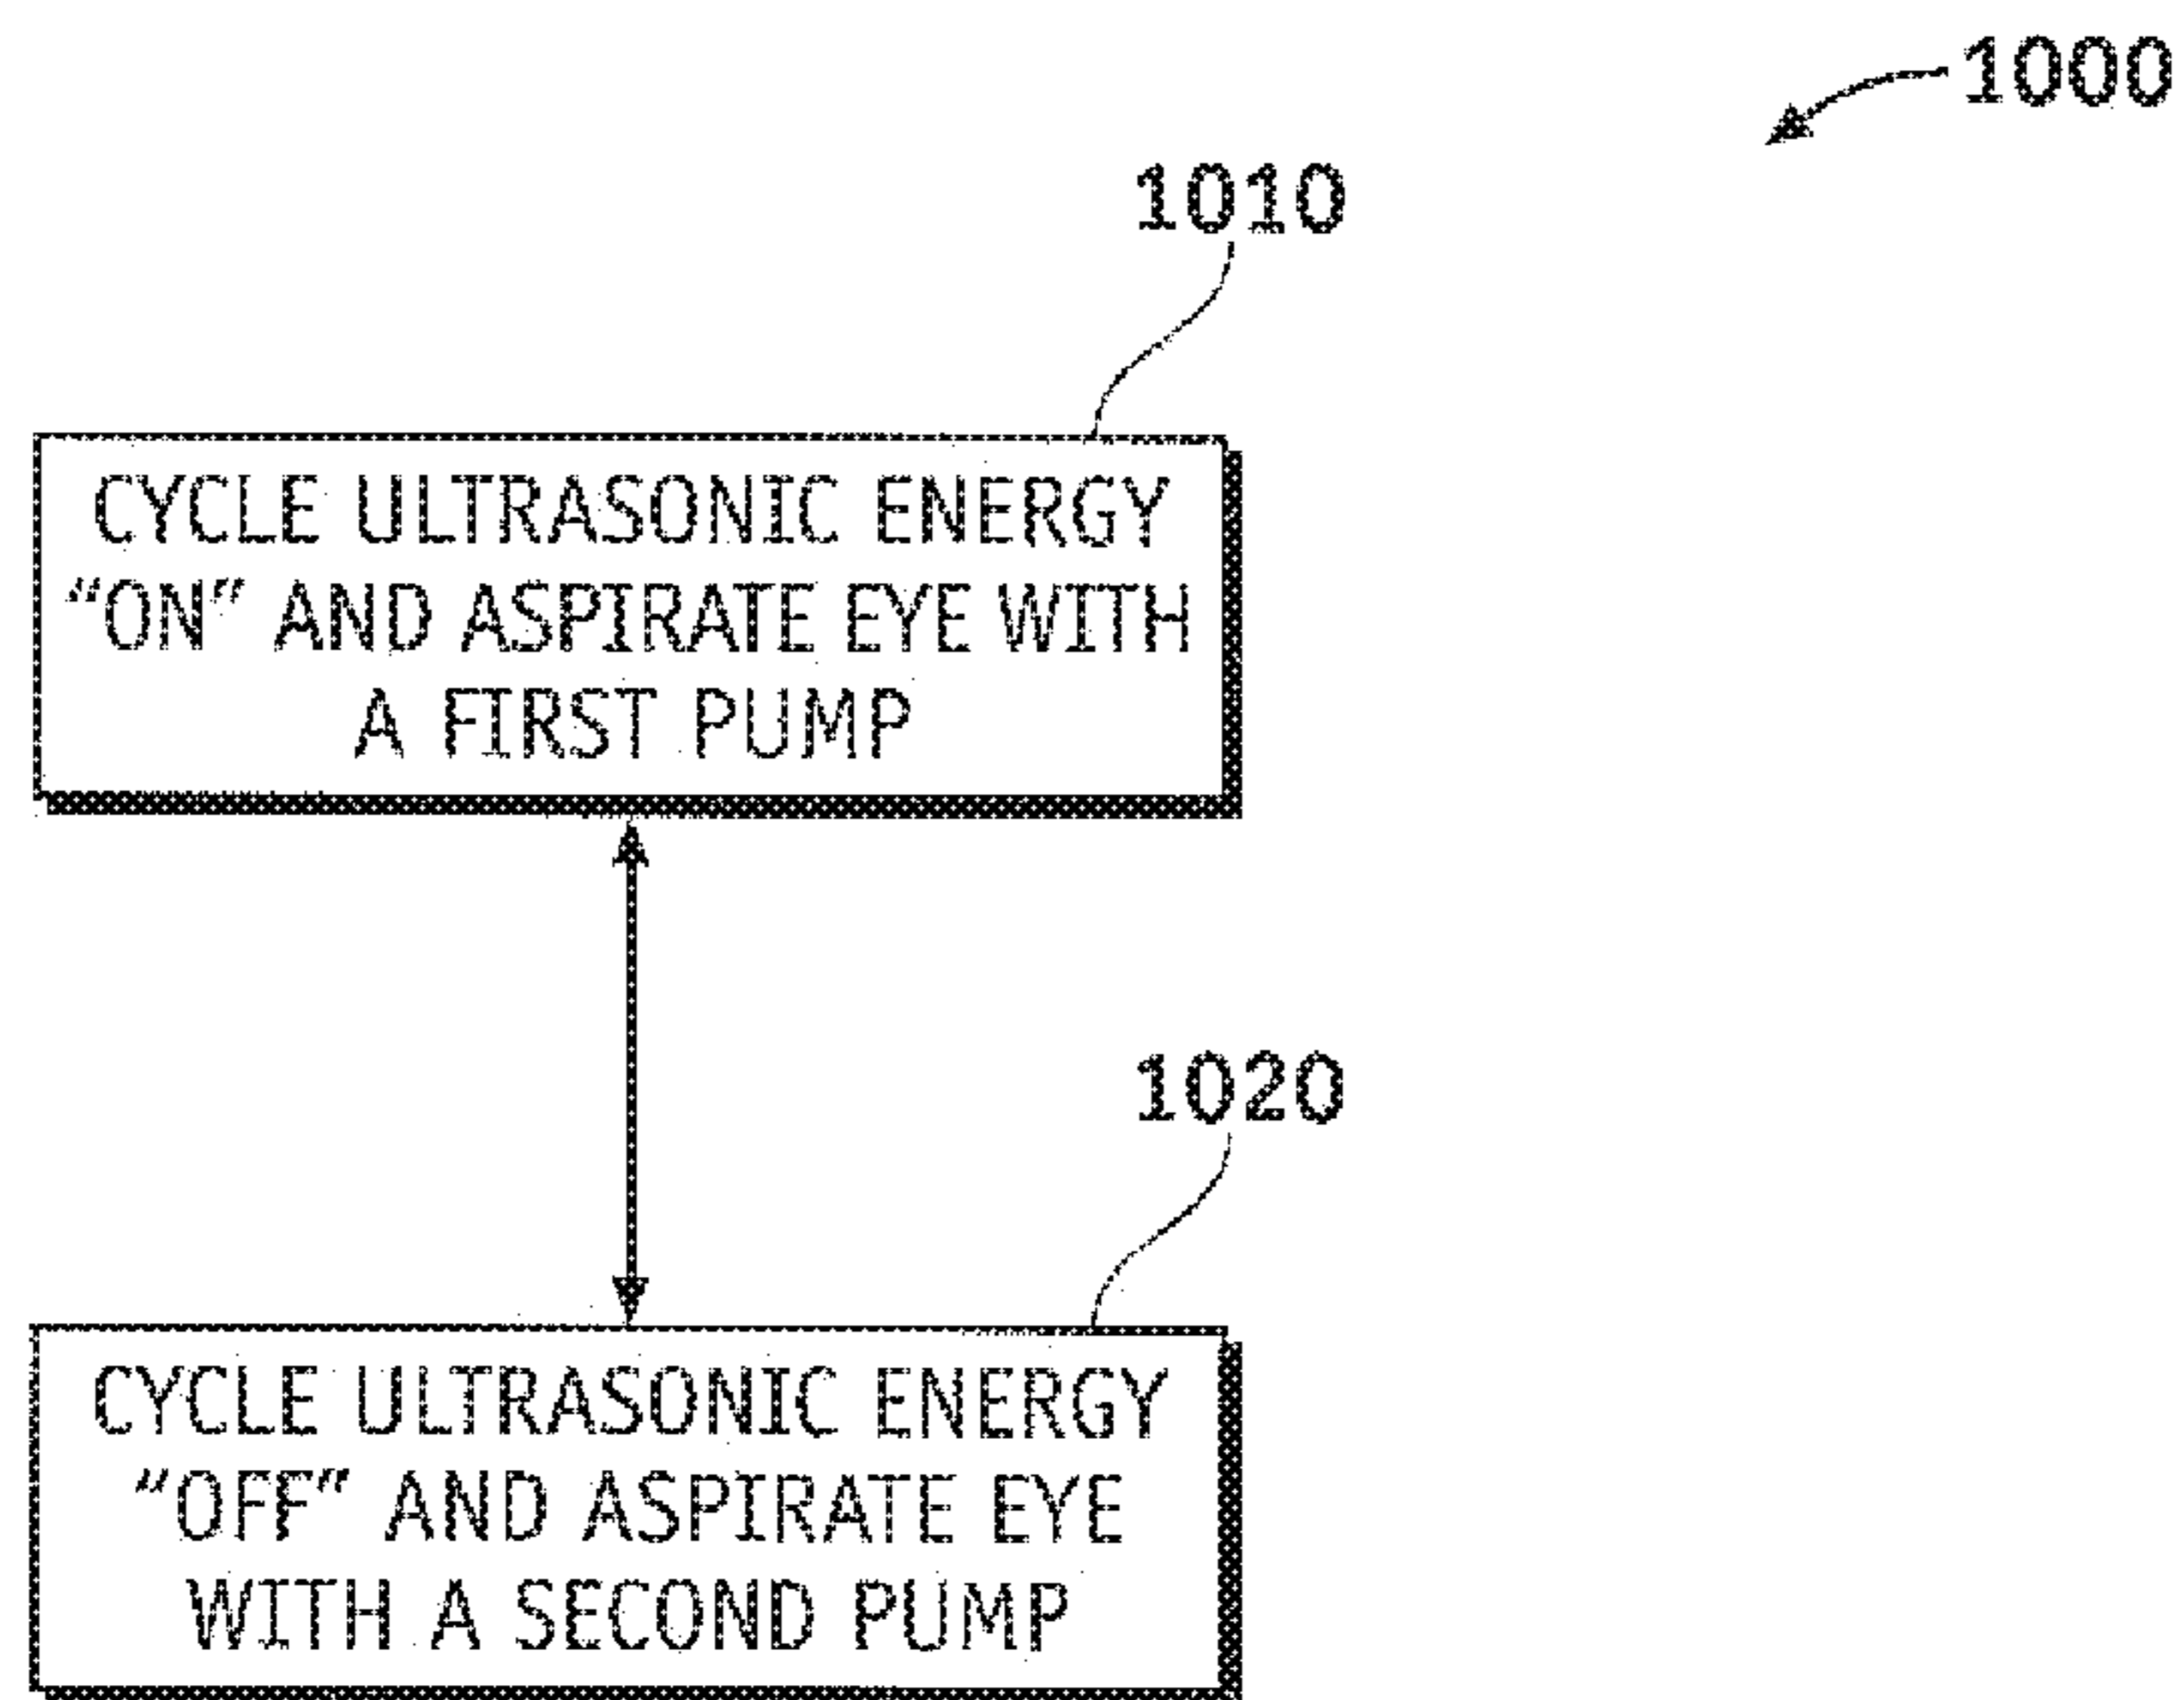 1000
1010
CYCLE ULTRASONIC ENERGY
“ON” AND ASPIRATE EYE WITH
A FIRST PUMP
1020
CYCLE ULTRASONIC ENERGY
“OFF” AND ASPIRATE EYE
WITH A SECOND PUMP